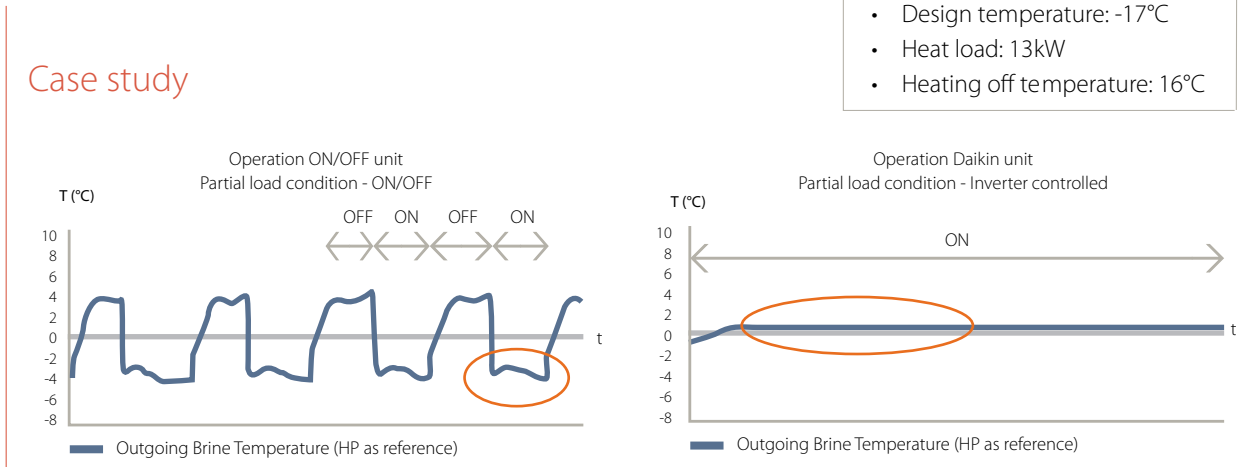 • Design temperature: -17°C
• Heat load: 13kW
• Heating off temperature: 16°C
Case study
Operation ON/OFF unit
Partial load condition - ON/OFF
T (°C)
OFF ON OFF ON
10
8
6
4
2
0
-2
-4
-6
-8
t
Outgoing Brine Temperature (HP as reference)
Operation Daikin unit
Partial load condition - Inverter controlled
T (°C)
ON
10
8
6
4
2
0
-2
-4
-6
-8
t
Outgoing Brine Temperature (HP as reference)